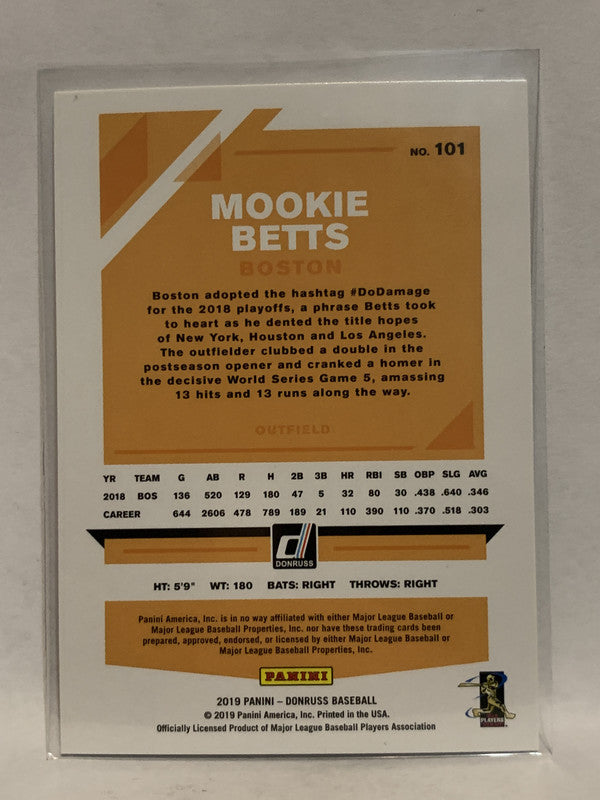 NO. 101
MOOKIE
BETTS
BOSTON
Boston adopted the hashtag #DoDamage
for the 2018 playoffs, a phrase Betts took
to heart as he dented the title hopes
of New York, Houston and Los Angeles.
The outfielder clubbed a double in the
postseason opener and cranked a homer in
the decisive World Series Game 5, amassing
13 hits and 13 runs along the way.
OUTFIELD
YR TEAM G AB R H 2B 3B HR RBI SB OBP SLG AVG
2018 BOS 136 520 129 180 47 5 32 80 30 .438 .640 .346
CAREER 644 2606 478 789 189 21 110 390 110 .370 .518 .303
DONRUSS
HT: 5'9" WT: 180 BATS: RIGHT THROWS: RIGHT
Panini America, Inc. is in no way affiliated with either Major League Baseball or
Major League Baseball Properties, Inc. nor have these trading cards been
prepared, approved, endorsed, or licensed by either Major League Baseball or
Major League Baseball Properties, Inc.
PANINI
2019 PANINI – DONRUSS BASEBALL
© 2019 Panini America, Inc. Printed in the USA.
Officially Licensed Product of Major League Baseball Players Association
PLAYERS